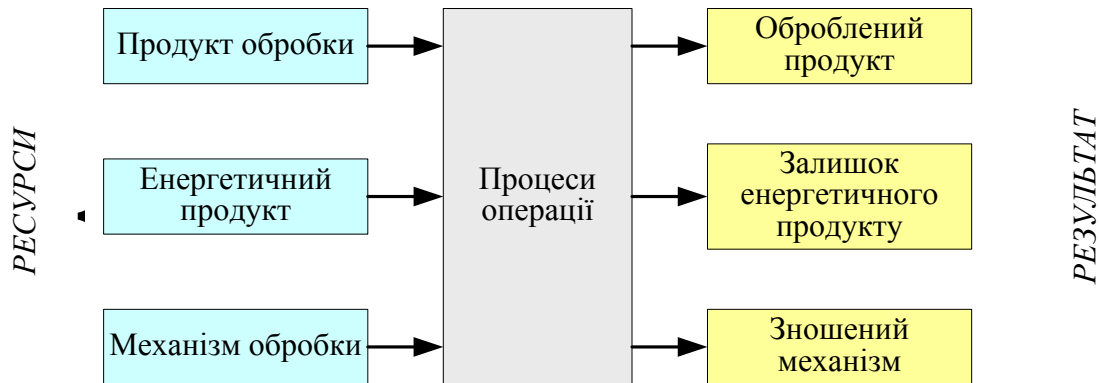 РЕСУРСИ
Продукт обробки
Енергетичний
продукт
Механізм обробки
Процеси
операції
Оброблений
продукт
Залишок
енергетичного
продукту
Зношений
механізм
РЕЗУЛЬТАТ